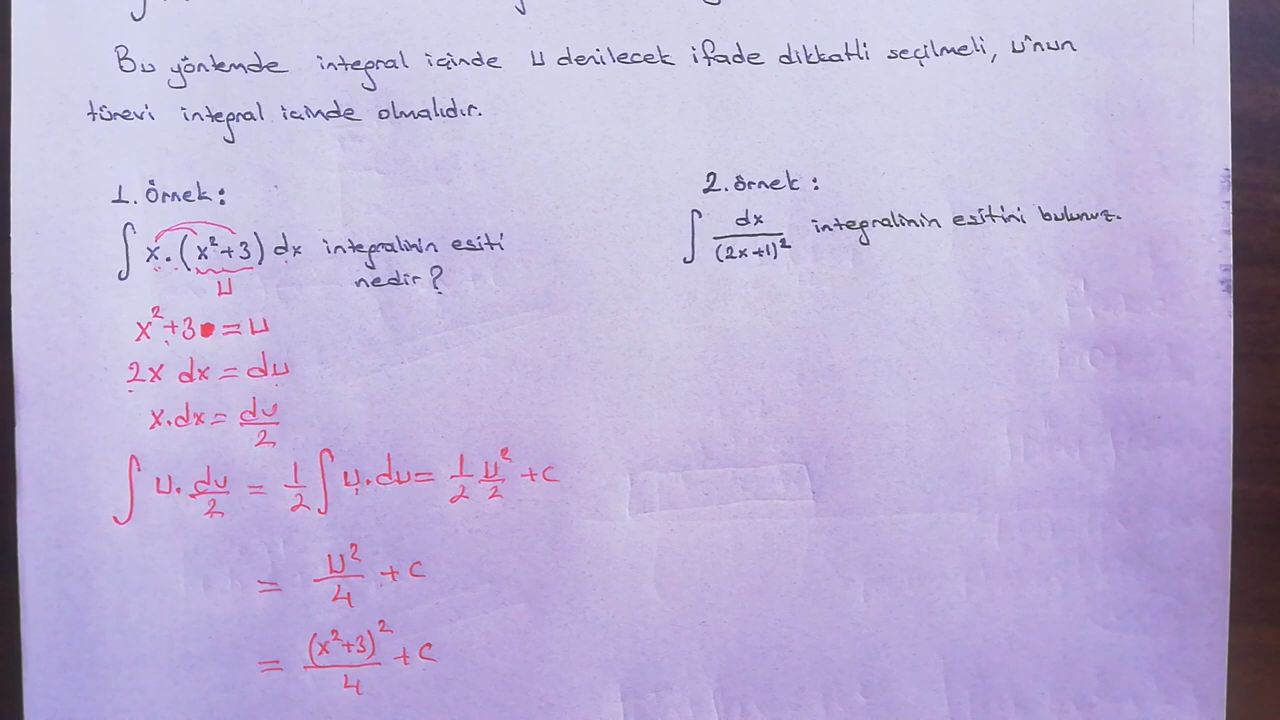 Bu yöntemde integral içinde u denilecek ifade dikkatli seçilmeli, u'nun
türevi integral içinde olmalıdır.
1. Örnek:
∫ x.(x²+3) dx integralinin esiti
nedir?
u
x²+3 = u
2x dx = du
x.dx = du/2
∫ u. du/2 = 1/2 ∫ u.du = 1/2 u²/2 + c
= u²/4 + c
= (x²+3)²/4 + c
2. örnek:
∫ dx/(2x+1)² integralinin esitini bulunuz.